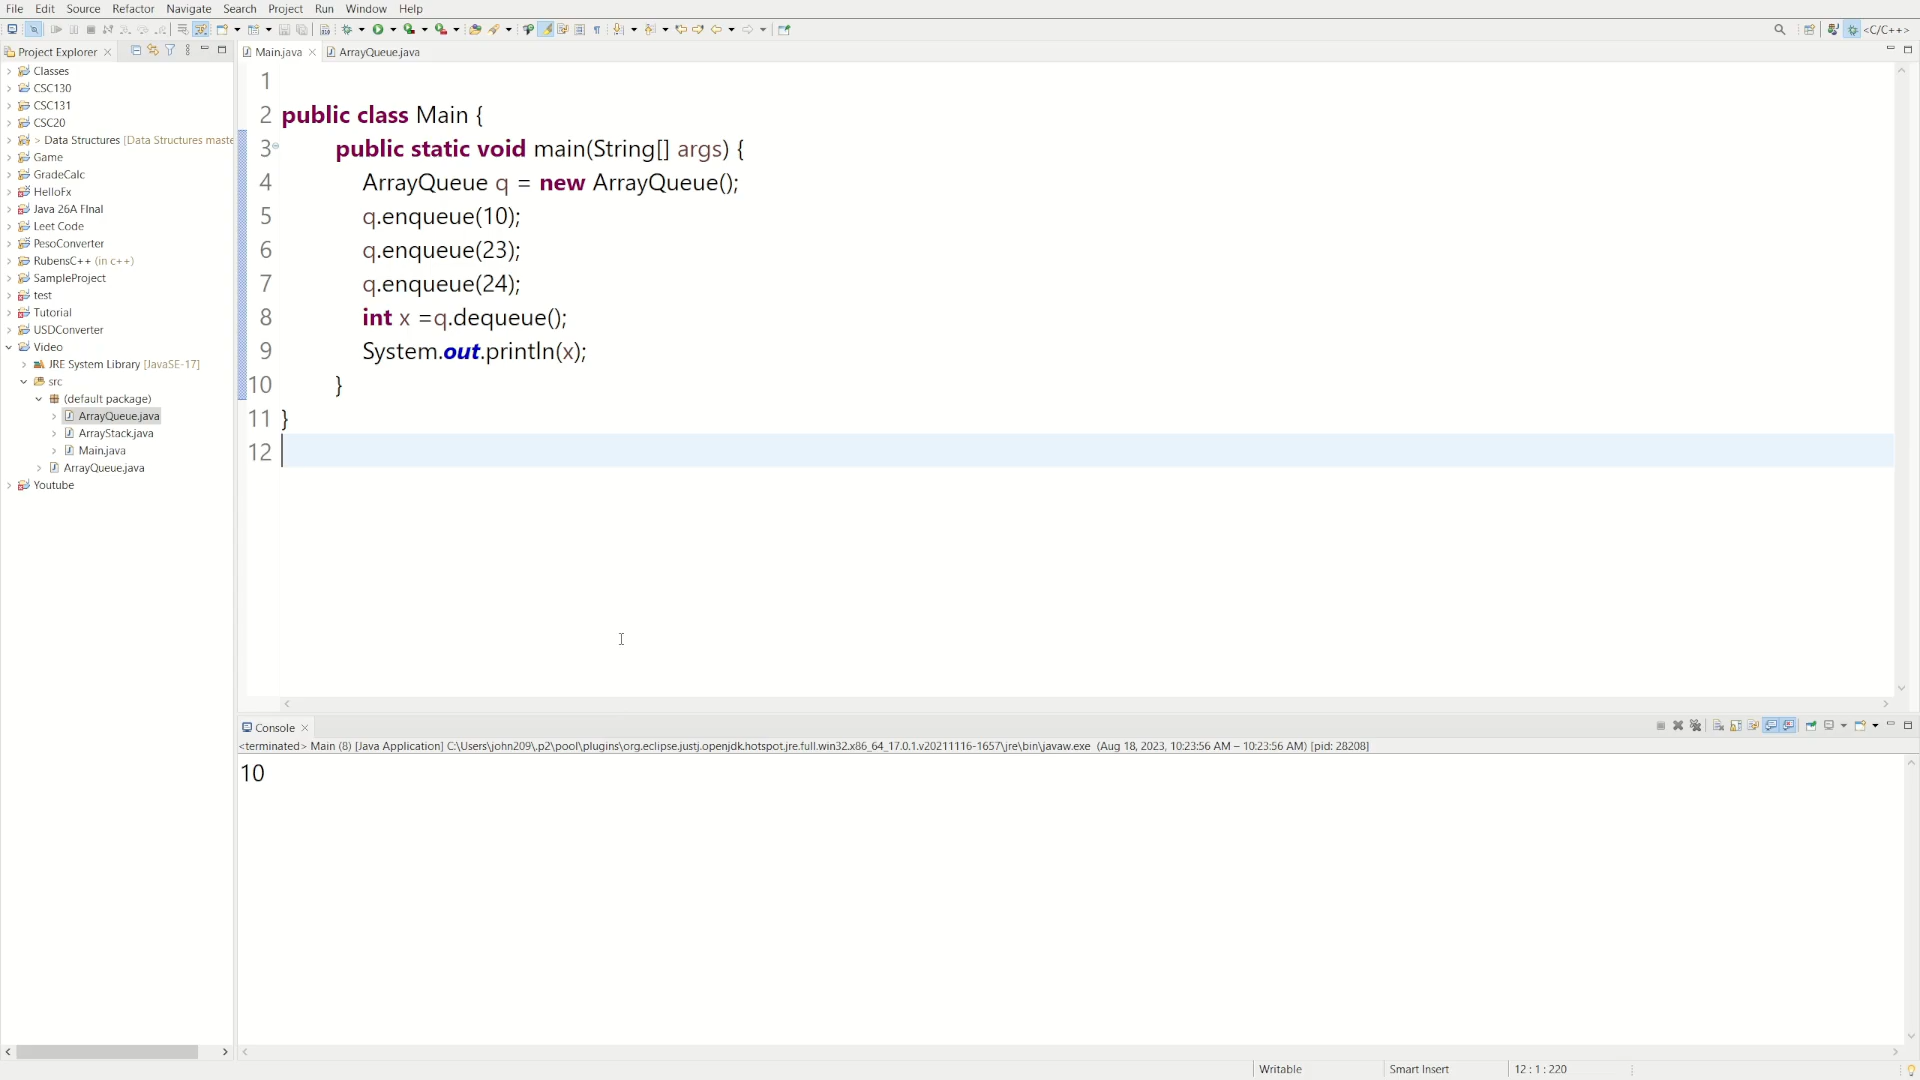 File Edit Source Refactor Navigate Search Project Run Window Help
<C/C++>
Project Explorer
Main.java
ArrayQueue.java
Classes
CSC130
CSC131
CSC20
> Data Structures [Data Structures maste
Game
GradeCalc
HelloFx
Java 26A FInal
Leet Code
PesoConverter
RubensC++ (in c++)
SampleProject
test
Tutorial
USDConverter
Video
JRE System Library [JavaSE-17]
src
(default package)
ArrayQueue.java
ArrayStack.java
Main.java
ArrayQueue.java
Youtube
1
2 public class Main {
3 public static void main(String[] args) {
4 ArrayQueue q = new ArrayQueue();
5 q.enqueue(10);
6 q.enqueue(23);
7 q.enqueue(24);
8 int x =q.dequeue();
9 System.out.println(x);
10 }
11 }
12
Console
<terminated> Main (8) [Java Application] C:\Users\john209\.p2\pool\plugins\org.eclipse.justj.openjdk.hotspot.jre.full.win32.x86_64_17.0.1.v20211116-1657\jre\bin\javaw.exe (Aug 18, 2023, 10:23:56 AM – 10:23:56 AM) [pid: 28208]
10
Writable
Smart Insert
12 : 1 : 220